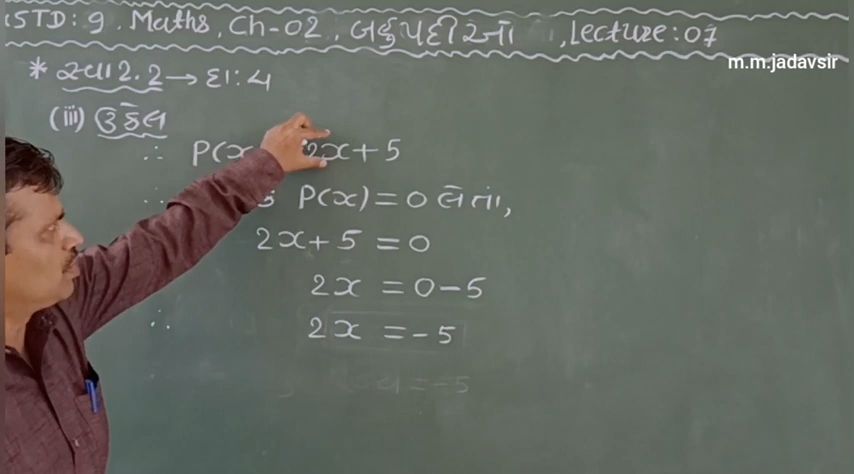 STD: 9. Maths, Ch-02, બહુપદીઓ, Lecture: 07
m.m.jadavsir
* સ્વા 2.2 → દા: 4
(iii) ઉકેલ
∴ P(x 2x + 5
∴ P(x) = 0 લેતાં,
2x + 5 = 0
2x = 0 - 5
∴ 2x = - 5
= -5